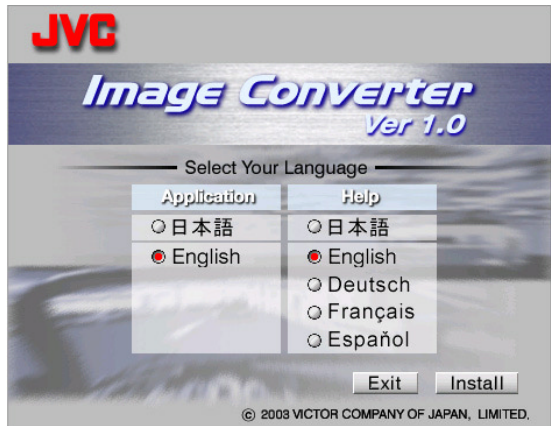 JVC
Image Converter
Ver 1.0
Select Your Language
Application Help
日本語 日本語
English English
Deutsch
Français
Espaňol
Exit Install
© 2003 VICTOR COMPANY OF JAPAN, LIMITED.